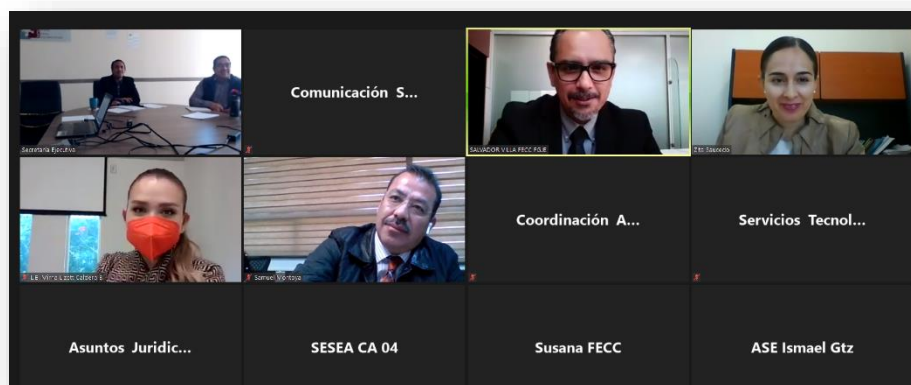 Secretaría Ejecutiva
Comunicación S...
SALVADOR VILLA FECC FGJE
Samuel Montoya
Coordinación A...
Servicios Tecnol...
Asuntos Juridic...
SESEA CA 04
Susana FECC
ASE Ismael Gtz